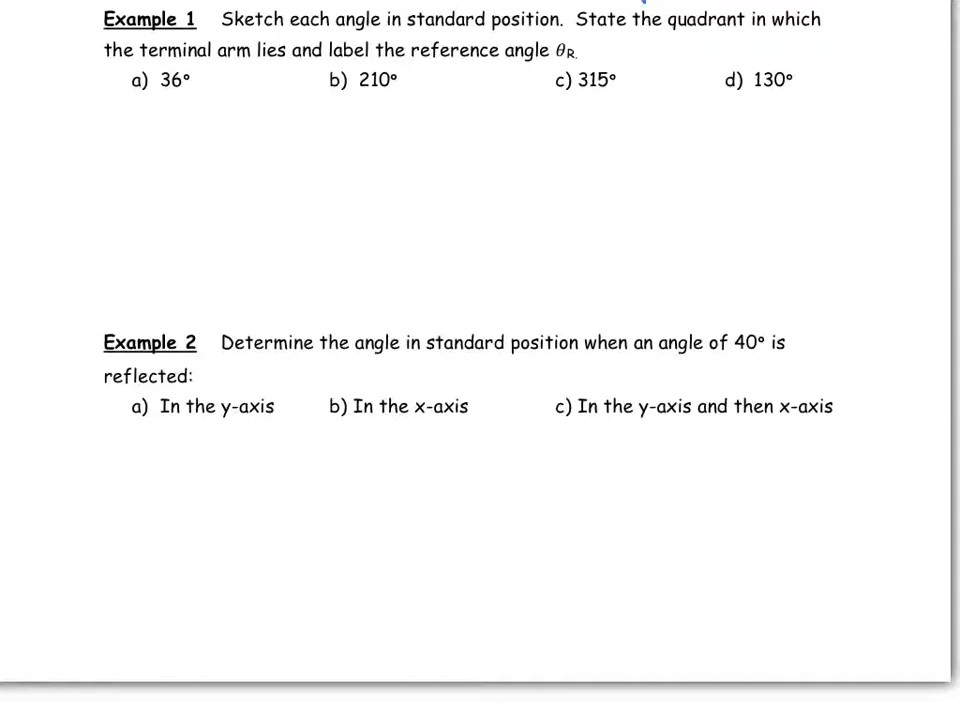 Example 1 Sketch each angle in standard position. State the quadrant in which
the terminal arm lies and label the reference angle θR.
a) 36° b) 210° c) 315° d) 130°
Example 2 Determine the angle in standard position when an angle of 40° is
reflected:
a) In the y-axis b) In the x-axis c) In the y-axis and then x-axis